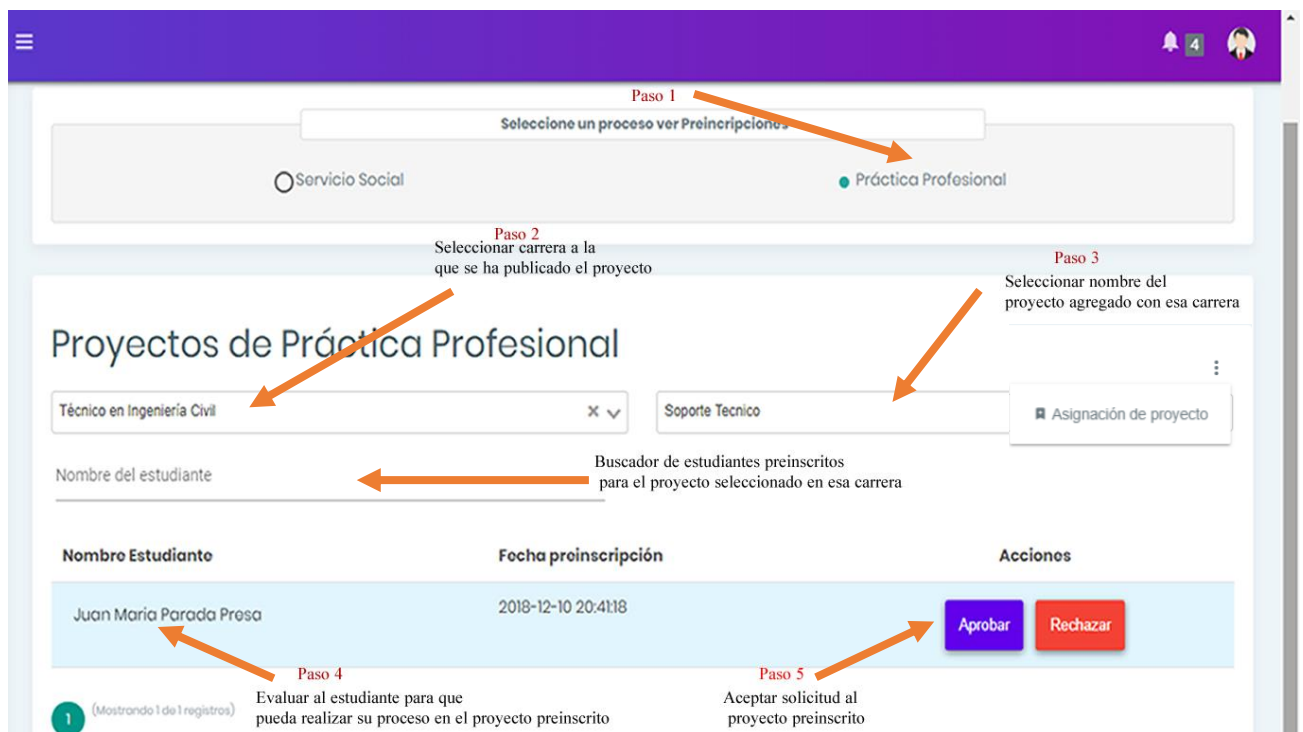 4
Paso 1
Seleccione un proceso ver Preincripciones
Servicio Social
Práctica Profesional
Paso 2
Seleccionar carrera a la
que se ha publicado el proyecto
Paso 3
Seleccionar nombre del
proyecto agregado con esa carrera
Proyectos de Práctica Profesional
Técnico en Ingeniería Civil
Soporte Tecnico
Asignación de proyecto
Nombre del estudiante
Buscador de estudiantes preinscritos
para el proyecto seleccionado en esa carrera
Nombre Estudiante Fecha preinscripción Acciones
Juan Maria Parada Presa 2018-12-10 20:41:18 Aprobar Rechazar
Paso 4
Evaluar al estudiante para que
pueda realizar su proceso en el proyecto preinscrito
Paso 5
Aceptar solicitud al
proyecto preinscrito
1 (Mostrando 1 de 1 registros)